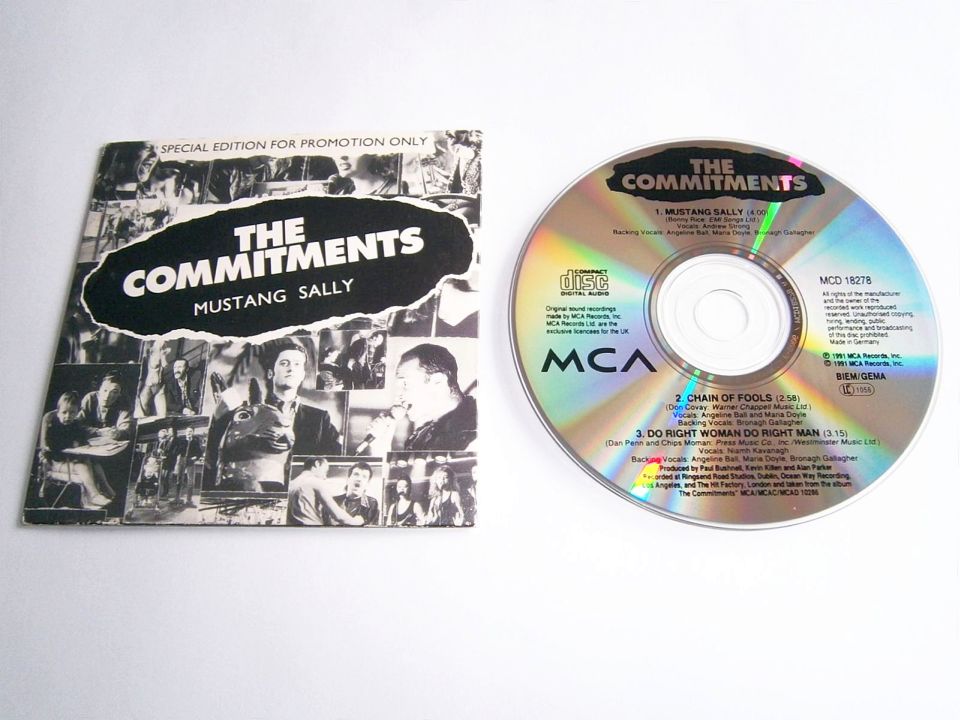 SPECIAL EDITION FOR PROMOTION ONLY
THE
COMMITMENTS
MUSTANG SALLY
THE
COMMITMENTS
1. MUSTANG SALLY (4.00)
(Bonny Rice: EMI Songs Ltd.)
Vocals: Andrew Strong
Backing Vocals: Angeline Ball, Maria Doyle, Bronagh Gallagher
COMPACT
disc
DIGITAL AUDIO
Original sound recordings
made by MCA Records, Inc.
MCA Records Ltd. are the
exclusive licencees for the UK
MCA
MCD 18278
All rights of the manufacturer
and the owner of the
recorded work reproduced
reserved. Unauthorised copying,
hiring, lending, public
performance and broadcasting
of this disc prohibited.
Made in Germany
℗ 1991 MCA Records, Inc.
© 1991 MCA Records, Inc.
BIEM/GEMA
LC 1056
2. CHAIN OF FOOLS (2.58)
(Don Covay: Warner Chappell Music Ltd.)
Vocals: Angeline Ball and Maria Doyle
Backing Vocals: Bronagh Gallagher
3. DO RIGHT WOMAN DO RIGHT MAN (3.15)
(Dan Penn and Chips Moman: Press Music Co., Inc./Westminster Music Ltd.)
Vocals: Niamh Kavanagh
Backing Vocals: Angeline Ball, Maria Doyle, Bronagh Gallagher
Produced by Paul Bushnell, Kevin Killen and Alan Parker
Recorded at Ringsend Road Studios, Dublin, Ocean Way Recording,
Los Angeles, and The Hit Factory, London and taken from the album
The Commitments" MCA/MCAC/MCAD 10286